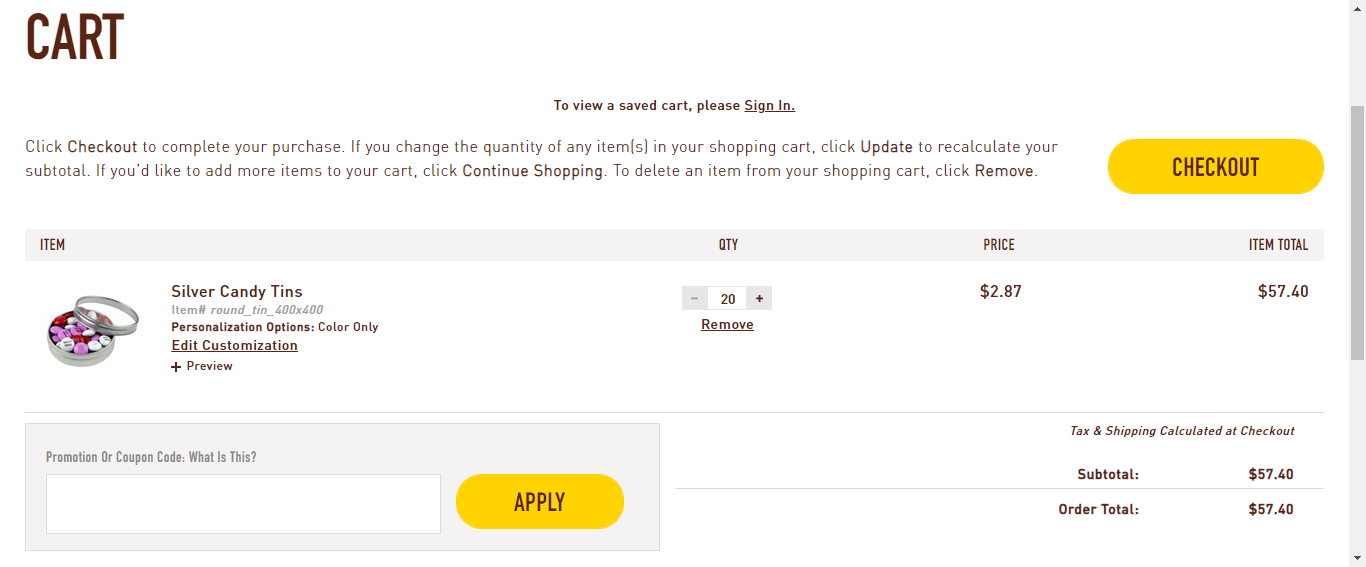 CART
To view a saved cart, please Sign In.
Click Checkout to complete your purchase. If you change the quantity of any item(s) in your shopping cart, click Update to recalculate your
subtotal. If you'd like to add more items to your cart, click Continue Shopping. To delete an item from your shopping cart, click Remove.
CHECKOUT
ITEM QTY PRICE ITEM TOTAL
Silver Candy Tins
Item# round_tin_400x400
Personalization Options: Color Only
Edit Customization
+ Preview
− 20 +
Remove
$2.87
$57.40
Promotion Or Coupon Code: What Is This?
APPLY
Tax & Shipping Calculated at Checkout
Subtotal: $57.40
Order Total: $57.40